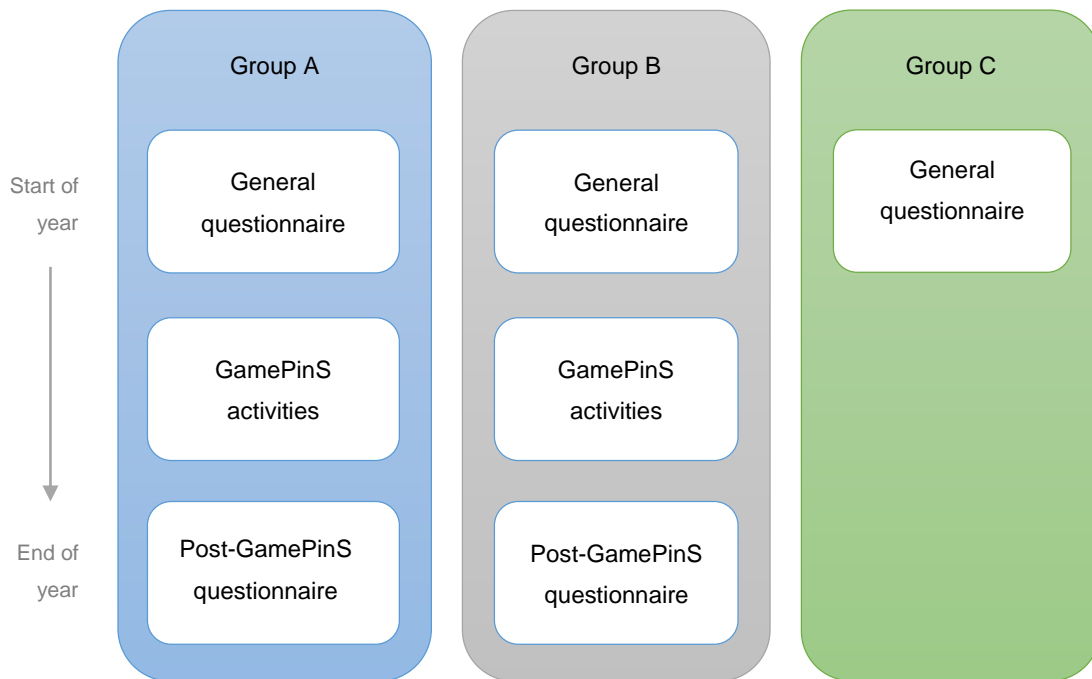 Group A
Group B
Group C
Start of
year
General
questionnaire
General
questionnaire
General
questionnaire
GamePinS
activities
GamePinS
activities
End of
year
Post-GamePinS
questionnaire
Post-GamePinS
questionnaire